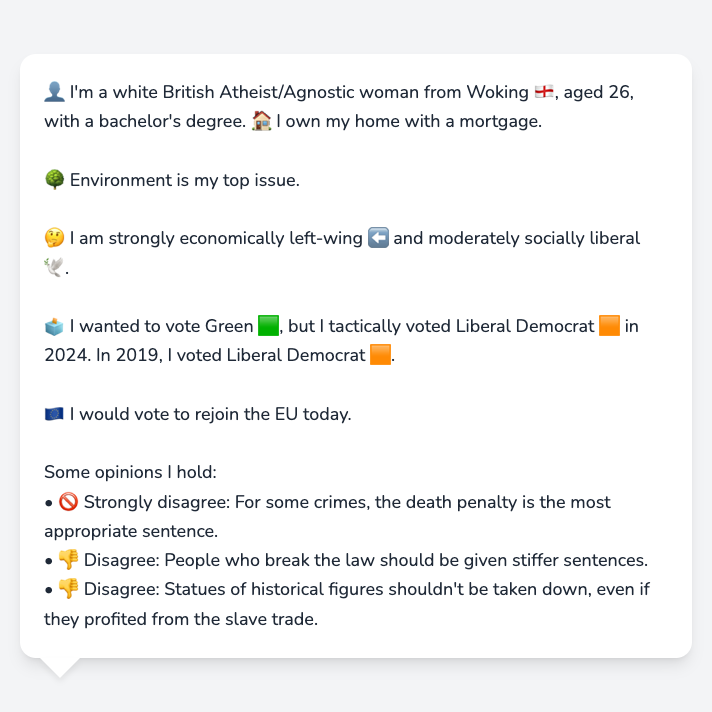 👤 I'm a white British Atheist/Agnostic woman from Woking 🏴󠁧󠁢󠁥󠁮󠁧󠁿, aged 26,
with a bachelor's degree. 🏠 I own my home with a mortgage.
🌳 Environment is my top issue.
🤔 I am strongly economically left-wing ⬅️ and moderately socially liberal
🕊️.
🗳️ I wanted to vote Green 🟩, but I tactically voted Liberal Democrat 🟧 in
2024. In 2019, I voted Liberal Democrat 🟧.
🇪🇺 I would vote to rejoin the EU today.
Some opinions I hold:
• 🚫 Strongly disagree: For some crimes, the death penalty is the most
appropriate sentence.
• 👎 Disagree: People who break the law should be given stiffer sentences.
• 👎 Disagree: Statues of historical figures shouldn't be taken down, even if
they profited from the slave trade.